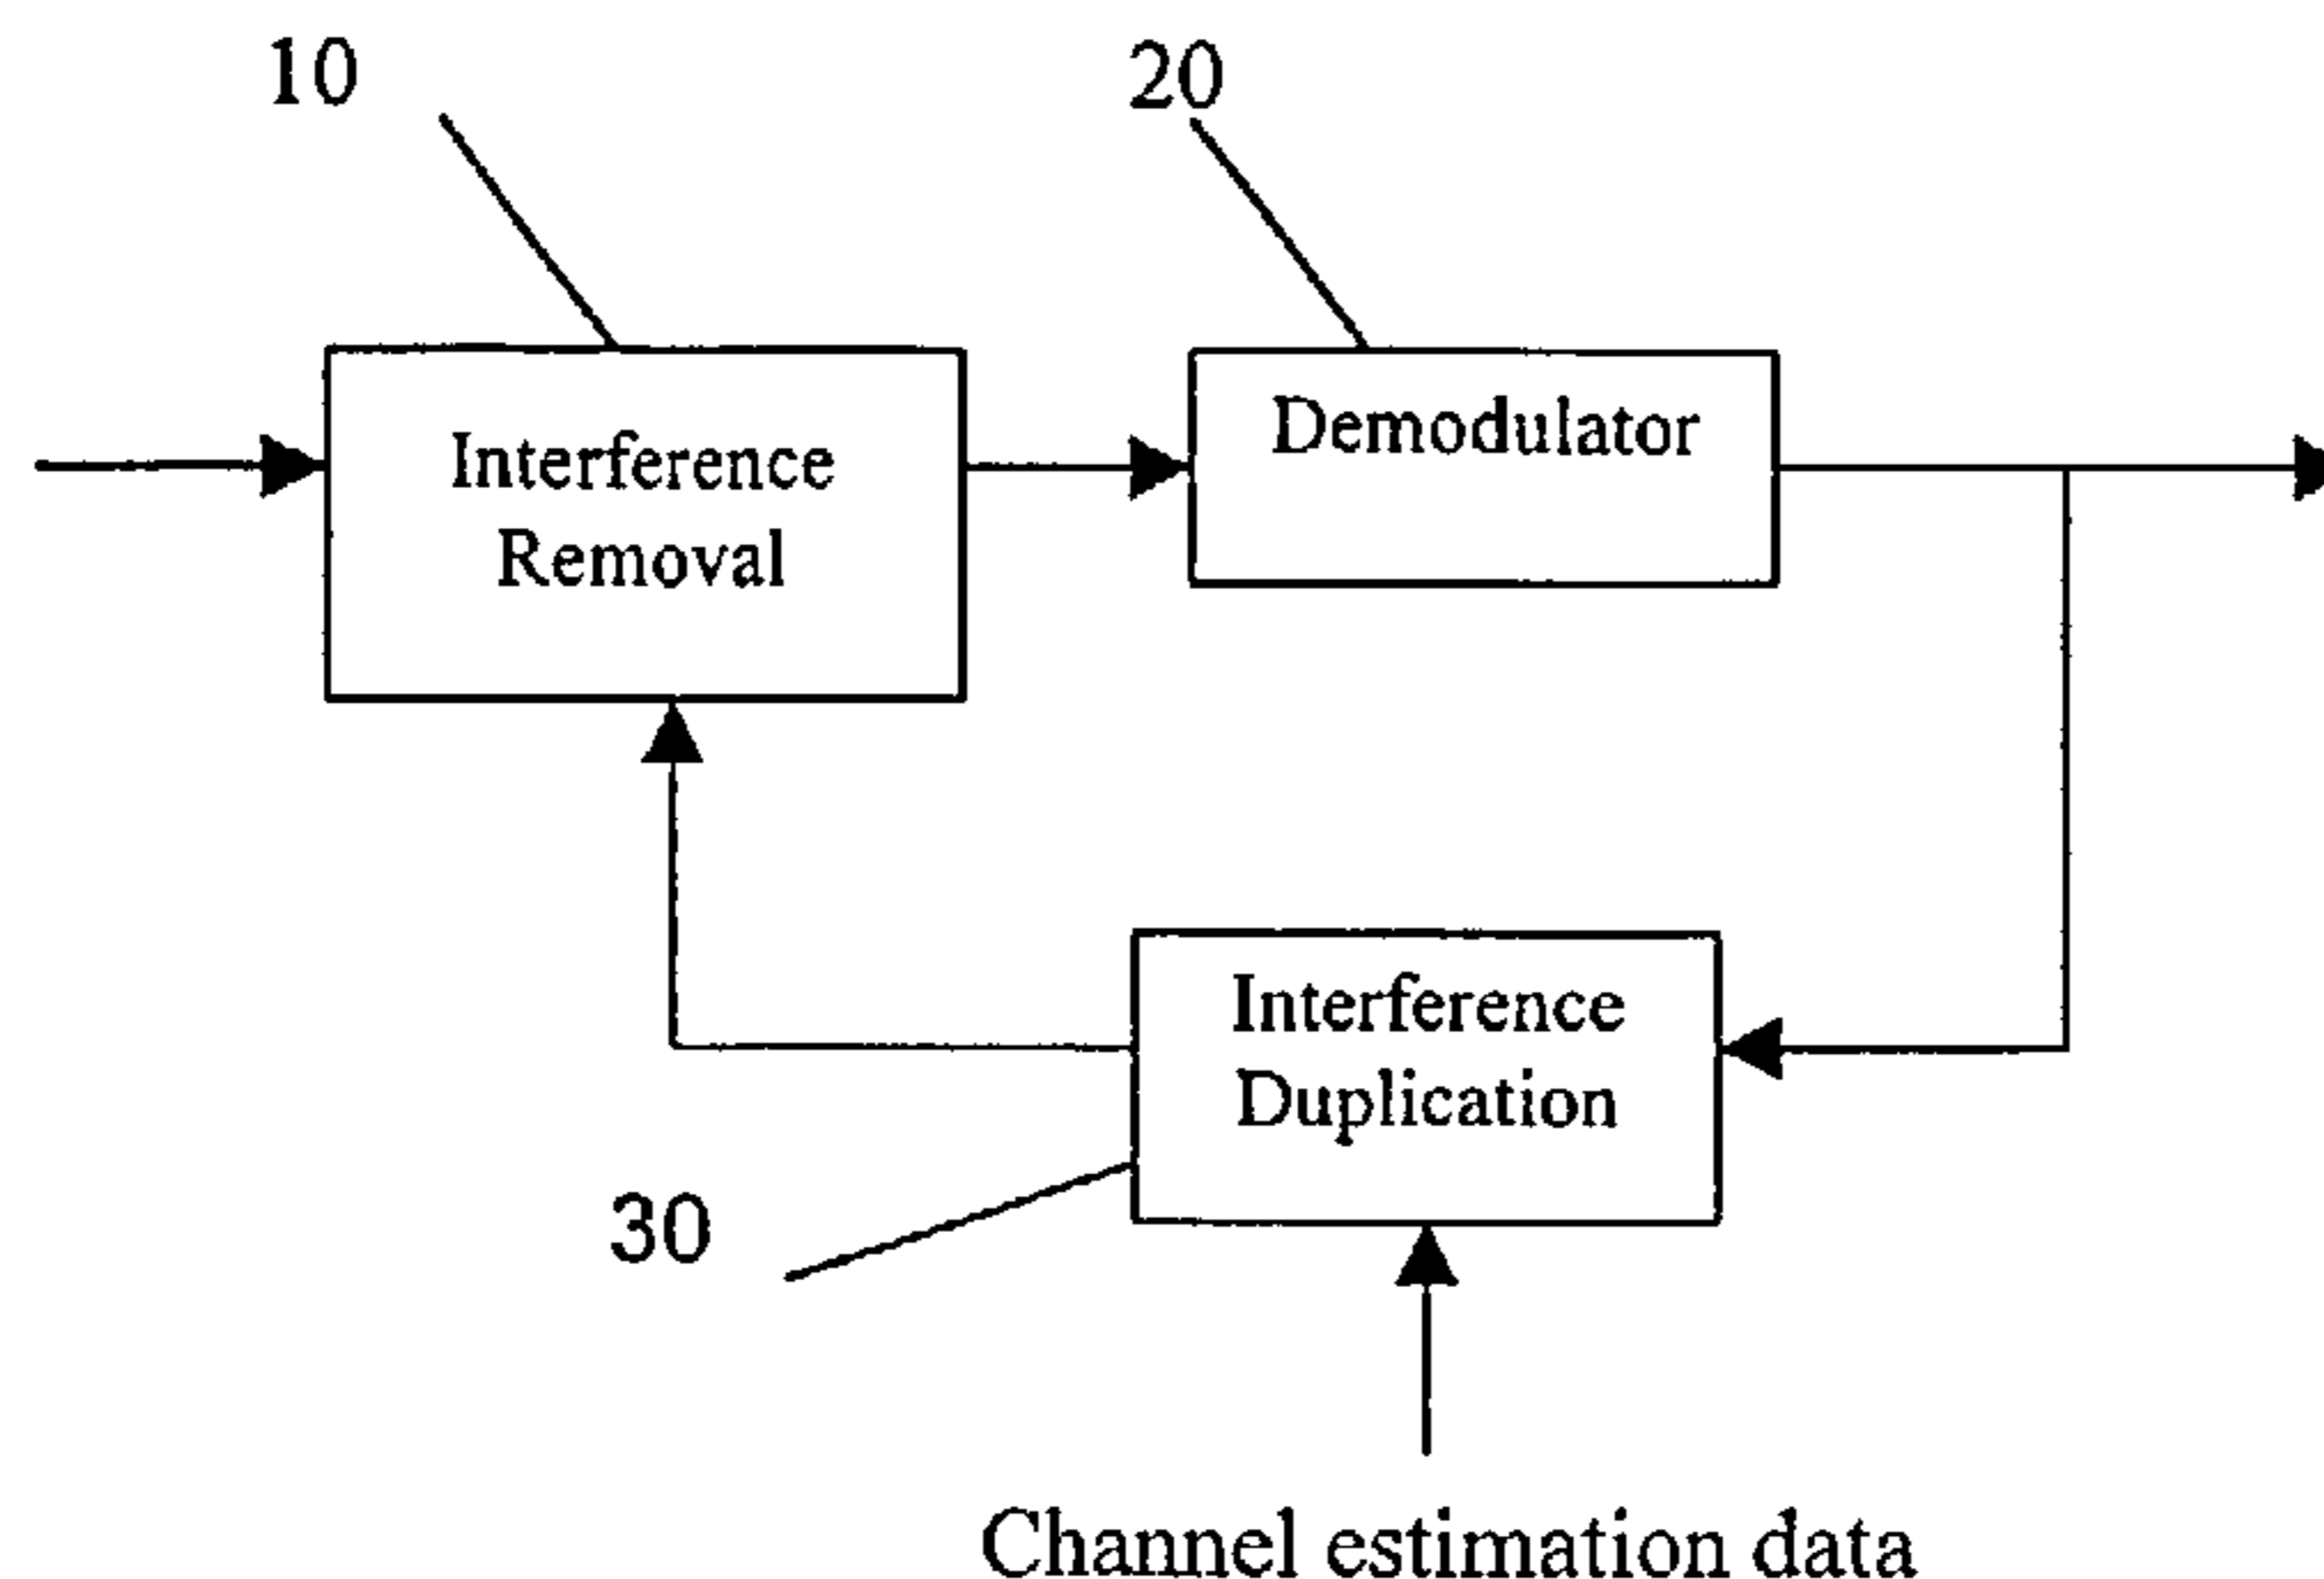 10
20
Interference
Removal
Demodulator
Interference
Duplication
30
Channel estimation data